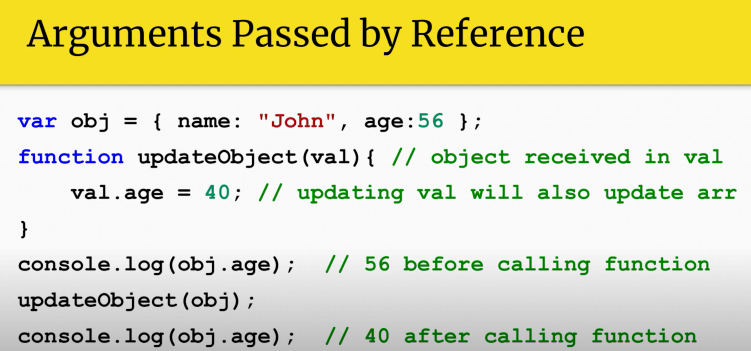 Arguments Passed by Reference
var obj = { name: "John", age:56 };
function updateObject(val){ // object received in val
    val.age = 40; // updating val will also update arr
}
console.log(obj.age);  // 56 before calling function
updateObject(obj);
console.log(obj.age);  // 40 after calling function